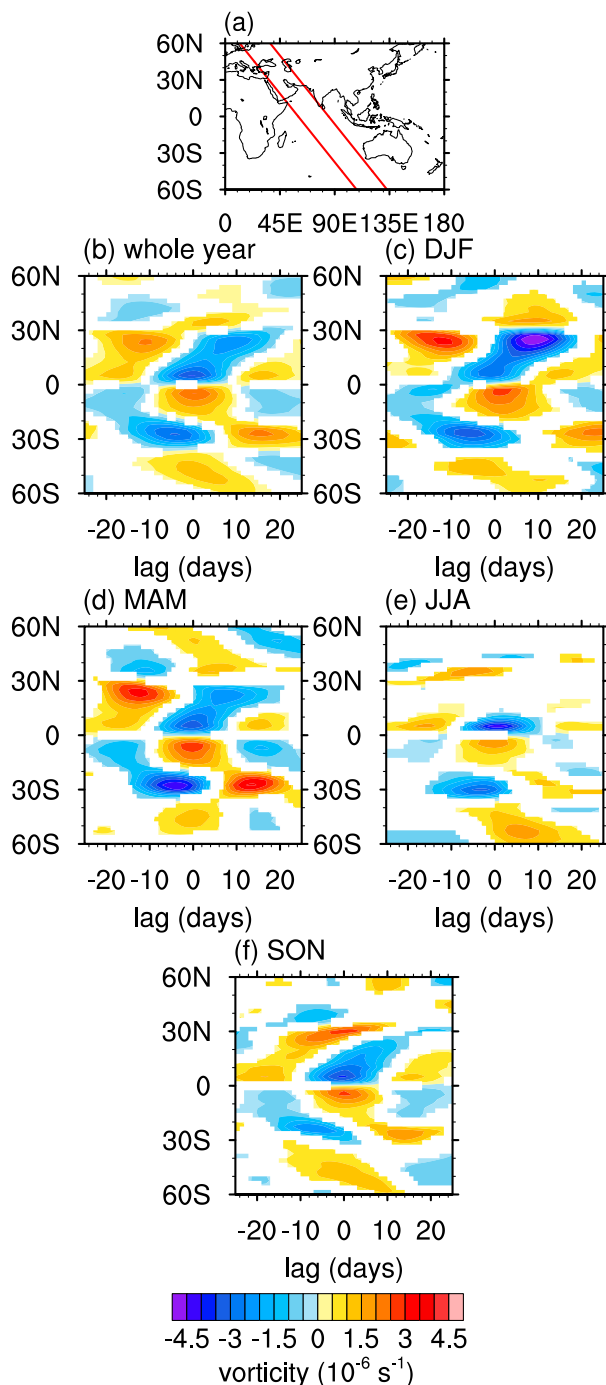 (a)
60N
30N
0
30S
60S
0 45E 90E 135E 180
(b) whole year (c) DJF
60N 60N
30N 30N
0 0
30S 30S
60S 60S
-20 -10 0 10 20 -20 -10 0 10 20
lag (days) lag (days)
(d) MAM (e) JJA
60N 60N
30N 30N
0 0
30S 30S
60S 60S
-20 -10 0 10 20 -20 -10 0 10 20
lag (days) lag (days)
(f) SON
60N
30N
0
30S
60S
-20 -10 0 10 20
lag (days)
-4.5 -3 -1.5 0 1.5 3 4.5
vorticity (10⁻⁶ s⁻¹)